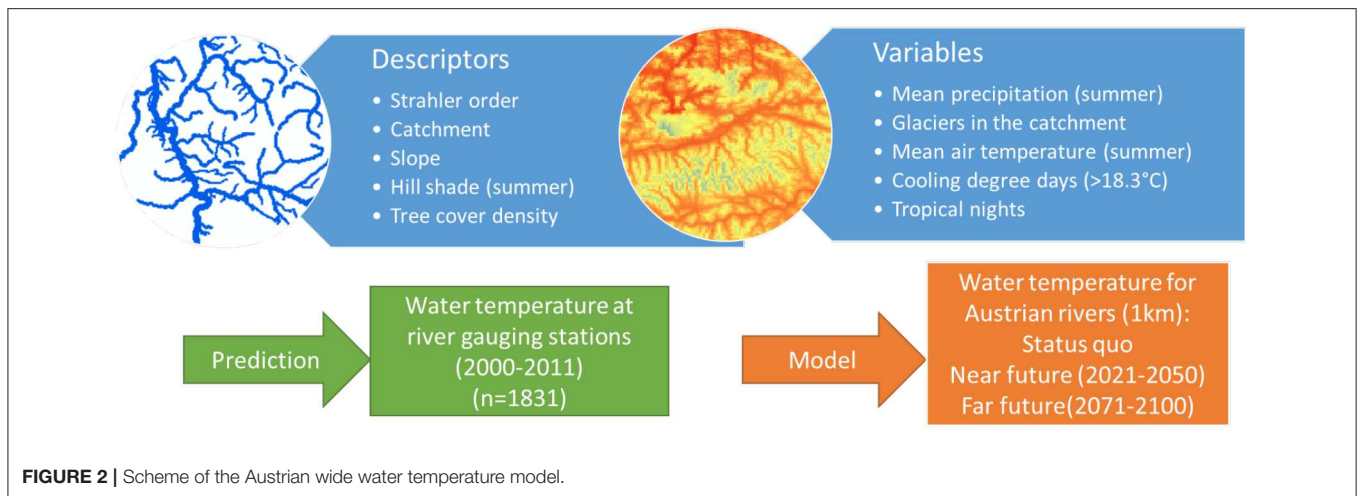 Descriptors
• Strahler order
• Catchment
• Slope
• Hill shade (summer)
• Tree cover density
Variables
• Mean precipitation (summer)
• Glaciers in the catchment
• Mean air temperature (summer)
• Cooling degree days (>18.3°C)
• Tropical nights
Prediction
Water temperature at
river gauging stations
(2000-2011)
(n=1831)
Model
Water temperature for
Austrian rivers (1km):
Status quo
Near future (2021-2050)
Far future(2071-2100)
FIGURE 2 | Scheme of the Austrian wide water temperature model.